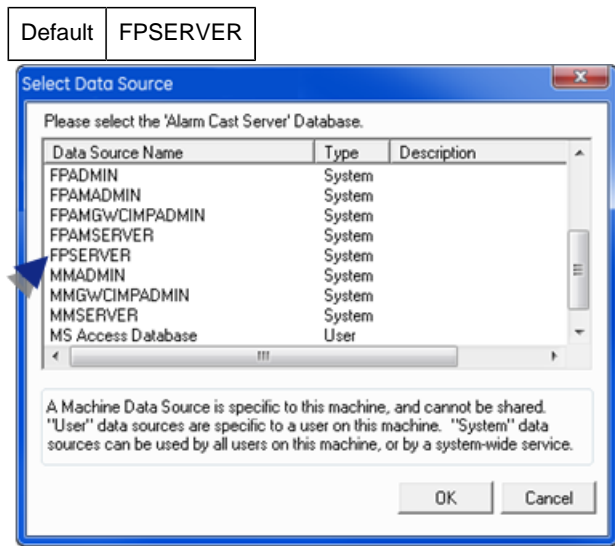 Default FPSERVER
Select Data Source
Please select the 'Alarm Cast Server' Database.
Data Source Name Type Description
FPADMIN System
FPAMADMIN System
FPAMGWCIMPADMIN System
FPAMSERVER System
FPSERVER System
MMADMIN System
MMGWCIMPADMIN System
MMSERVER System
MS Access Database User
A Machine Data Source is specific to this machine, and cannot be shared.
"User" data sources are specific to a user on this machine. "System" data
sources can be used by all users on this machine, or by a system-wide service.
OK Cancel